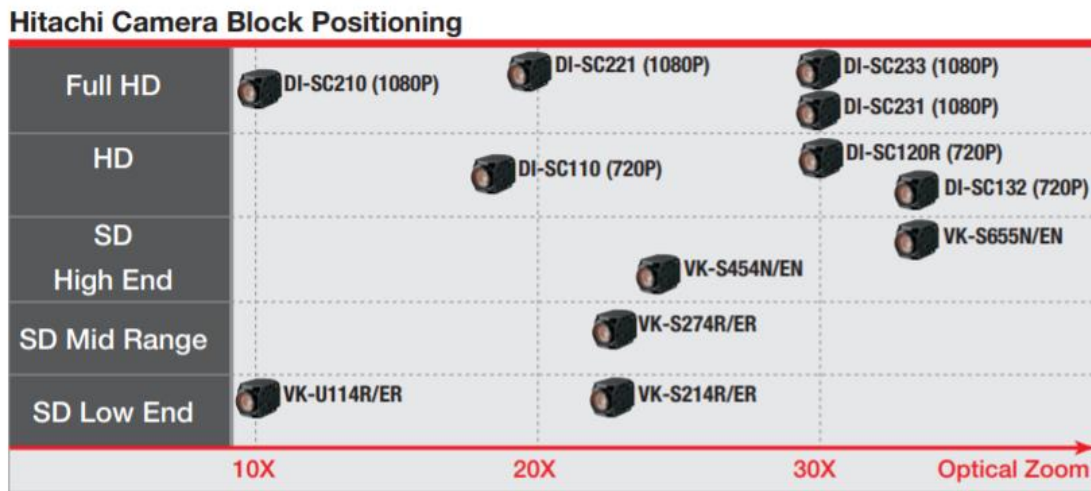 Hitachi Camera Block Positioning
Full HD
DI-SC210 (1080P)
DI-SC221 (1080P)
DI-SC233 (1080P)
DI-SC231 (1080P)
HD
DI-SC110 (720P)
DI-SC120R (720P)
DI-SC132 (720P)
SD
High End
VK-S655N/EN
VK-S454N/EN
SD Mid Range
VK-S274R/ER
SD Low End
VK-U114R/ER
VK-S214R/ER
10X
20X
30X
Optical Zoom